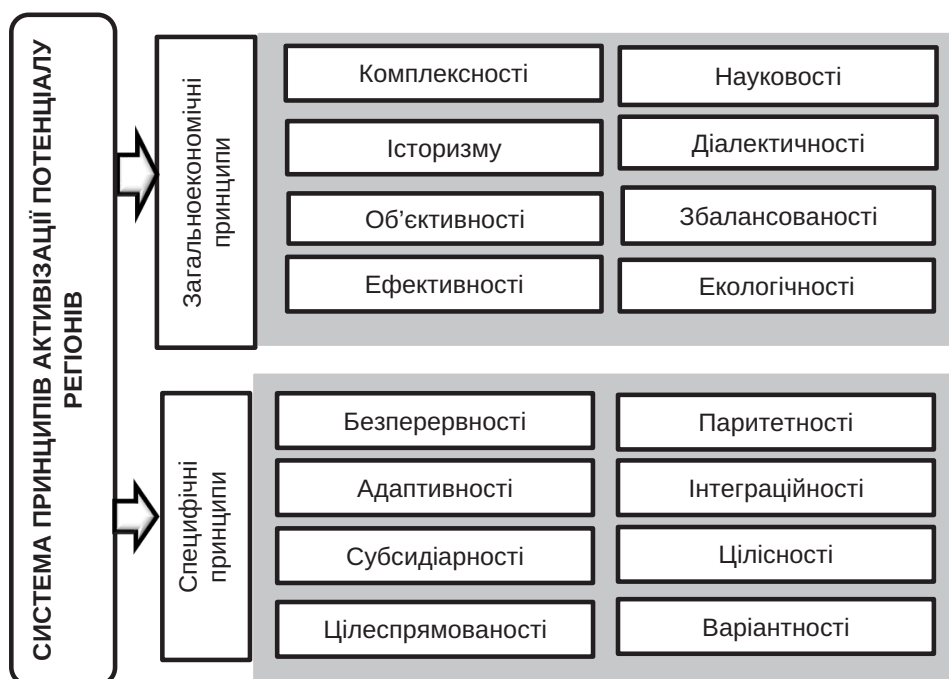 СИСТЕМА ПРИНЦИПІВ АКТИВІЗАЦІЇ ПОТЕНЦІАЛУ
РЕГІОНІВ
Загальноекономічні
принципи
Комплексності
Науковості
Історизму
Діалектичності
Об’єктивності
Збалансованості
Ефективності
Екологічності
Специфічні
принципи
Безперервності
Паритетності
Адаптивності
Інтеграційності
Субсидіарності
Цілісності
Цілеспрямованості
Варіантності